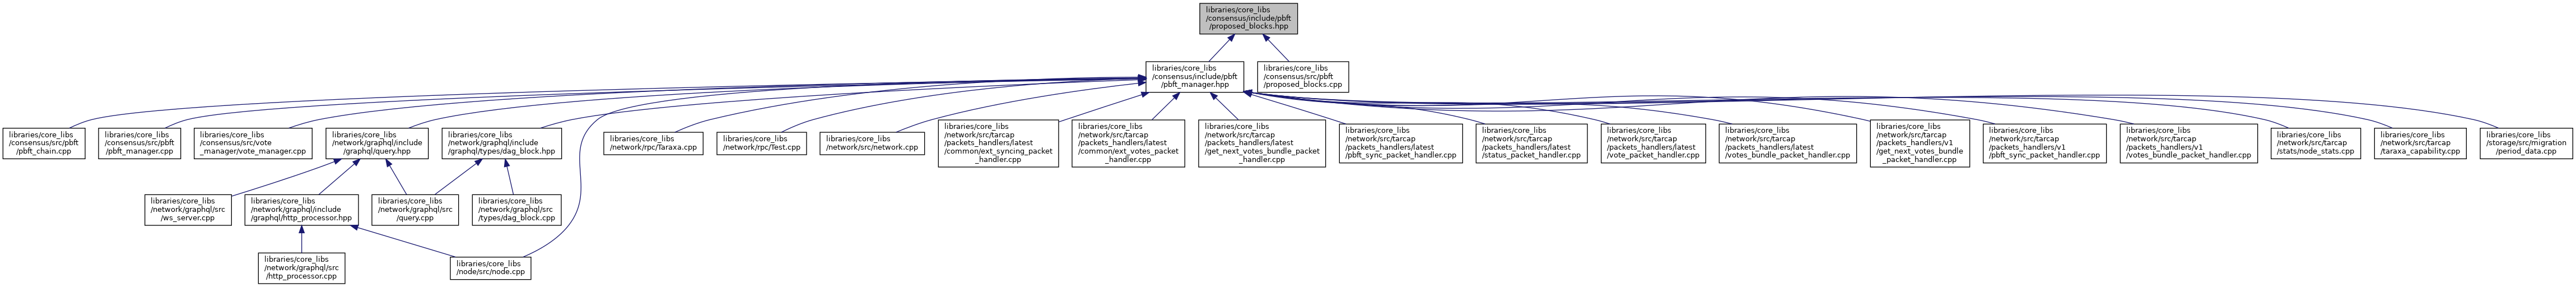 libraries/core_libs
/consensus/include/pbft
/proposed_blocks.hpp
libraries/core_libs
/consensus/include/pbft
/pbft_manager.hpp
libraries/core_libs
/consensus/src/pbft
/proposed_blocks.cpp
libraries/core_libs
/consensus/src/pbft
/pbft_chain.cpp
libraries/core_libs
/consensus/src/pbft
/pbft_manager.cpp
libraries/core_libs
/consensus/src/vote
_manager/vote_manager.cpp
libraries/core_libs
/network/graphql/include
/graphql/query.hpp
libraries/core_libs
/network/graphql/include
/graphql/types/dag_block.hpp
libraries/core_libs
/network/rpc/Taraxa.cpp
libraries/core_libs
/network/rpc/Test.cpp
libraries/core_libs
/network/src/network.cpp
libraries/core_libs
/network/src/tarcap
/packets_handlers/latest
/common/ext_syncing_packet
_handler.cpp
libraries/core_libs
/network/src/tarcap
/packets_handlers/latest
/common/ext_votes_packet
_handler.cpp
libraries/core_libs
/network/src/tarcap
/packets_handlers/latest
/get_next_votes_bundle_packet
_handler.cpp
libraries/core_libs
/network/src/tarcap
/packets_handlers/latest
/pbft_sync_packet_handler.cpp
libraries/core_libs
/network/src/tarcap
/packets_handlers/latest
/status_packet_handler.cpp
libraries/core_libs
/network/src/tarcap
/packets_handlers/latest
/vote_packet_handler.cpp
libraries/core_libs
/network/src/tarcap
/packets_handlers/latest
/votes_bundle_packet_handler.cpp
libraries/core_libs
/network/src/tarcap
/packets_handlers/v1
/get_next_votes_bundle
_packet_handler.cpp
libraries/core_libs
/network/src/tarcap
/packets_handlers/v1
/pbft_sync_packet_handler.cpp
libraries/core_libs
/network/src/tarcap
/packets_handlers/v1
/votes_bundle_packet_handler.cpp
libraries/core_libs
/network/src/tarcap
/stats/node_stats.cpp
libraries/core_libs
/network/src/tarcap
/taraxa_capability.cpp
libraries/core_libs
/storage/src/migration
/period_data.cpp
libraries/core_libs
/network/graphql/src
/ws_server.cpp
libraries/core_libs
/network/graphql/include
/graphql/http_processor.hpp
libraries/core_libs
/network/graphql/src
/query.cpp
libraries/core_libs
/network/graphql/src
/types/dag_block.cpp
libraries/core_libs
/network/graphql/src
/http_processor.cpp
libraries/core_libs
/node/src/node.cpp